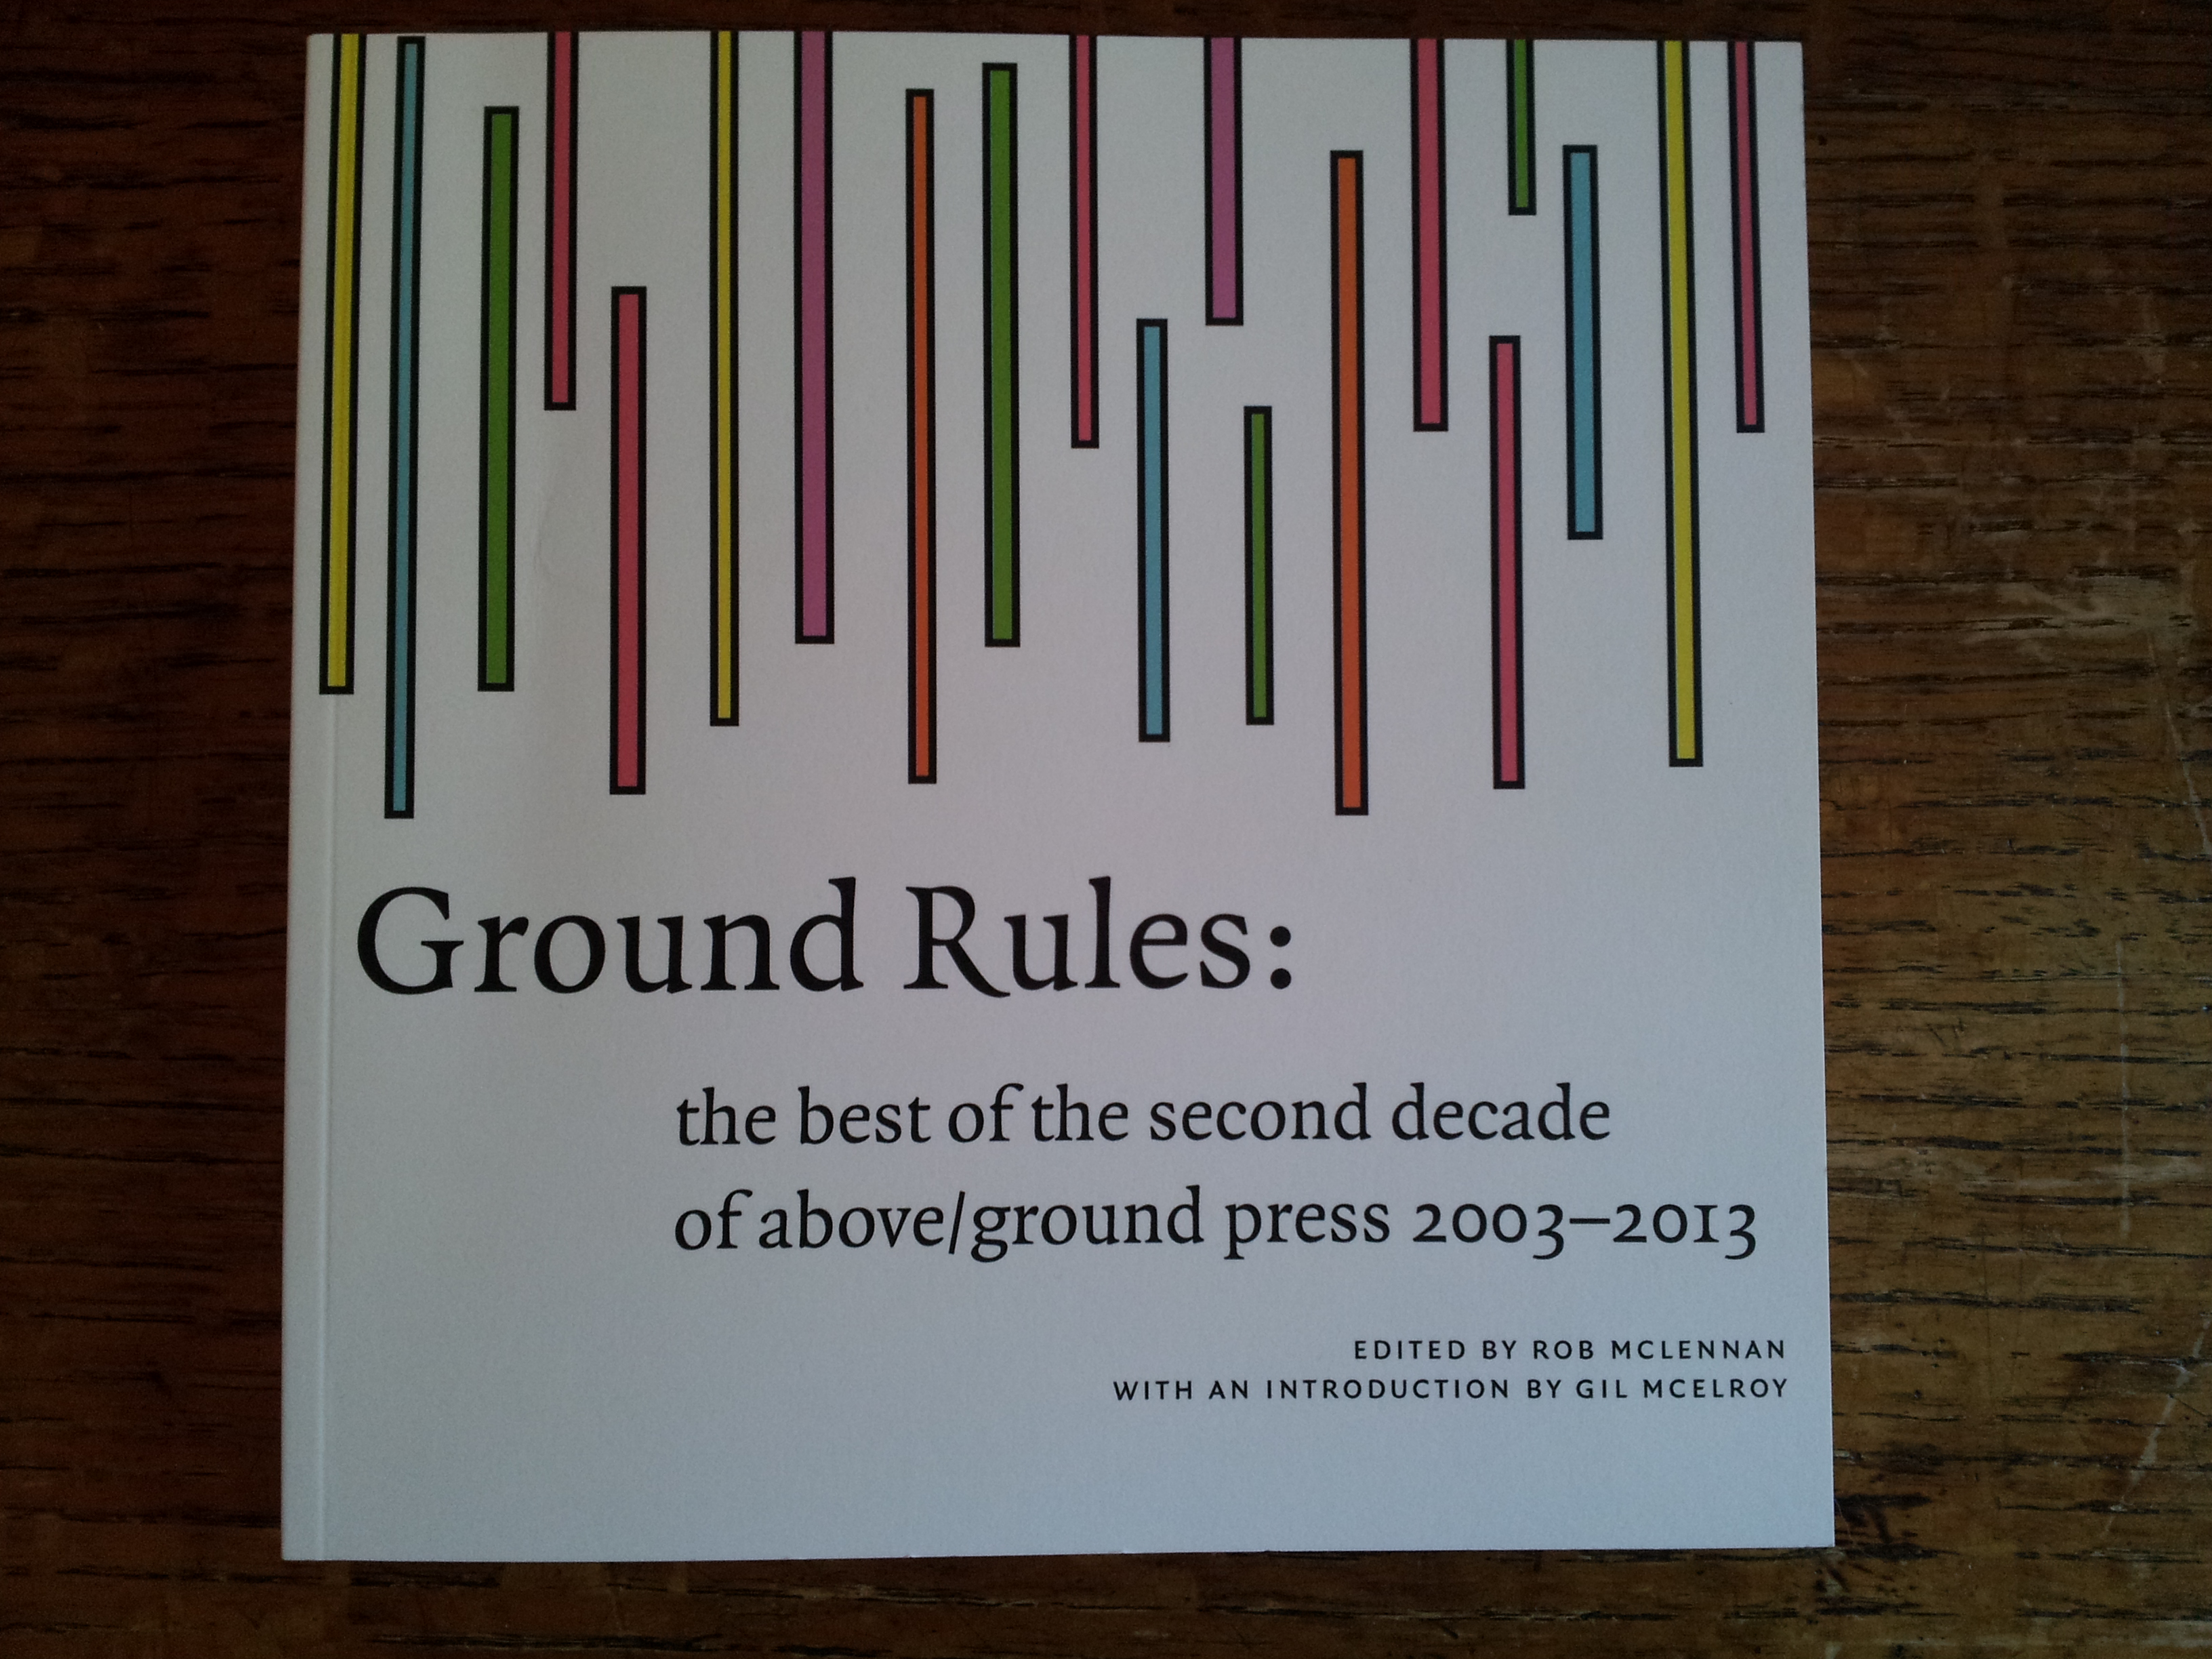 Ground Rules:
the best of the second decade
of above/ground press 2003–2013
EDITED BY ROB MCLENNAN
WITH AN INTRODUCTION BY GIL MCELROY